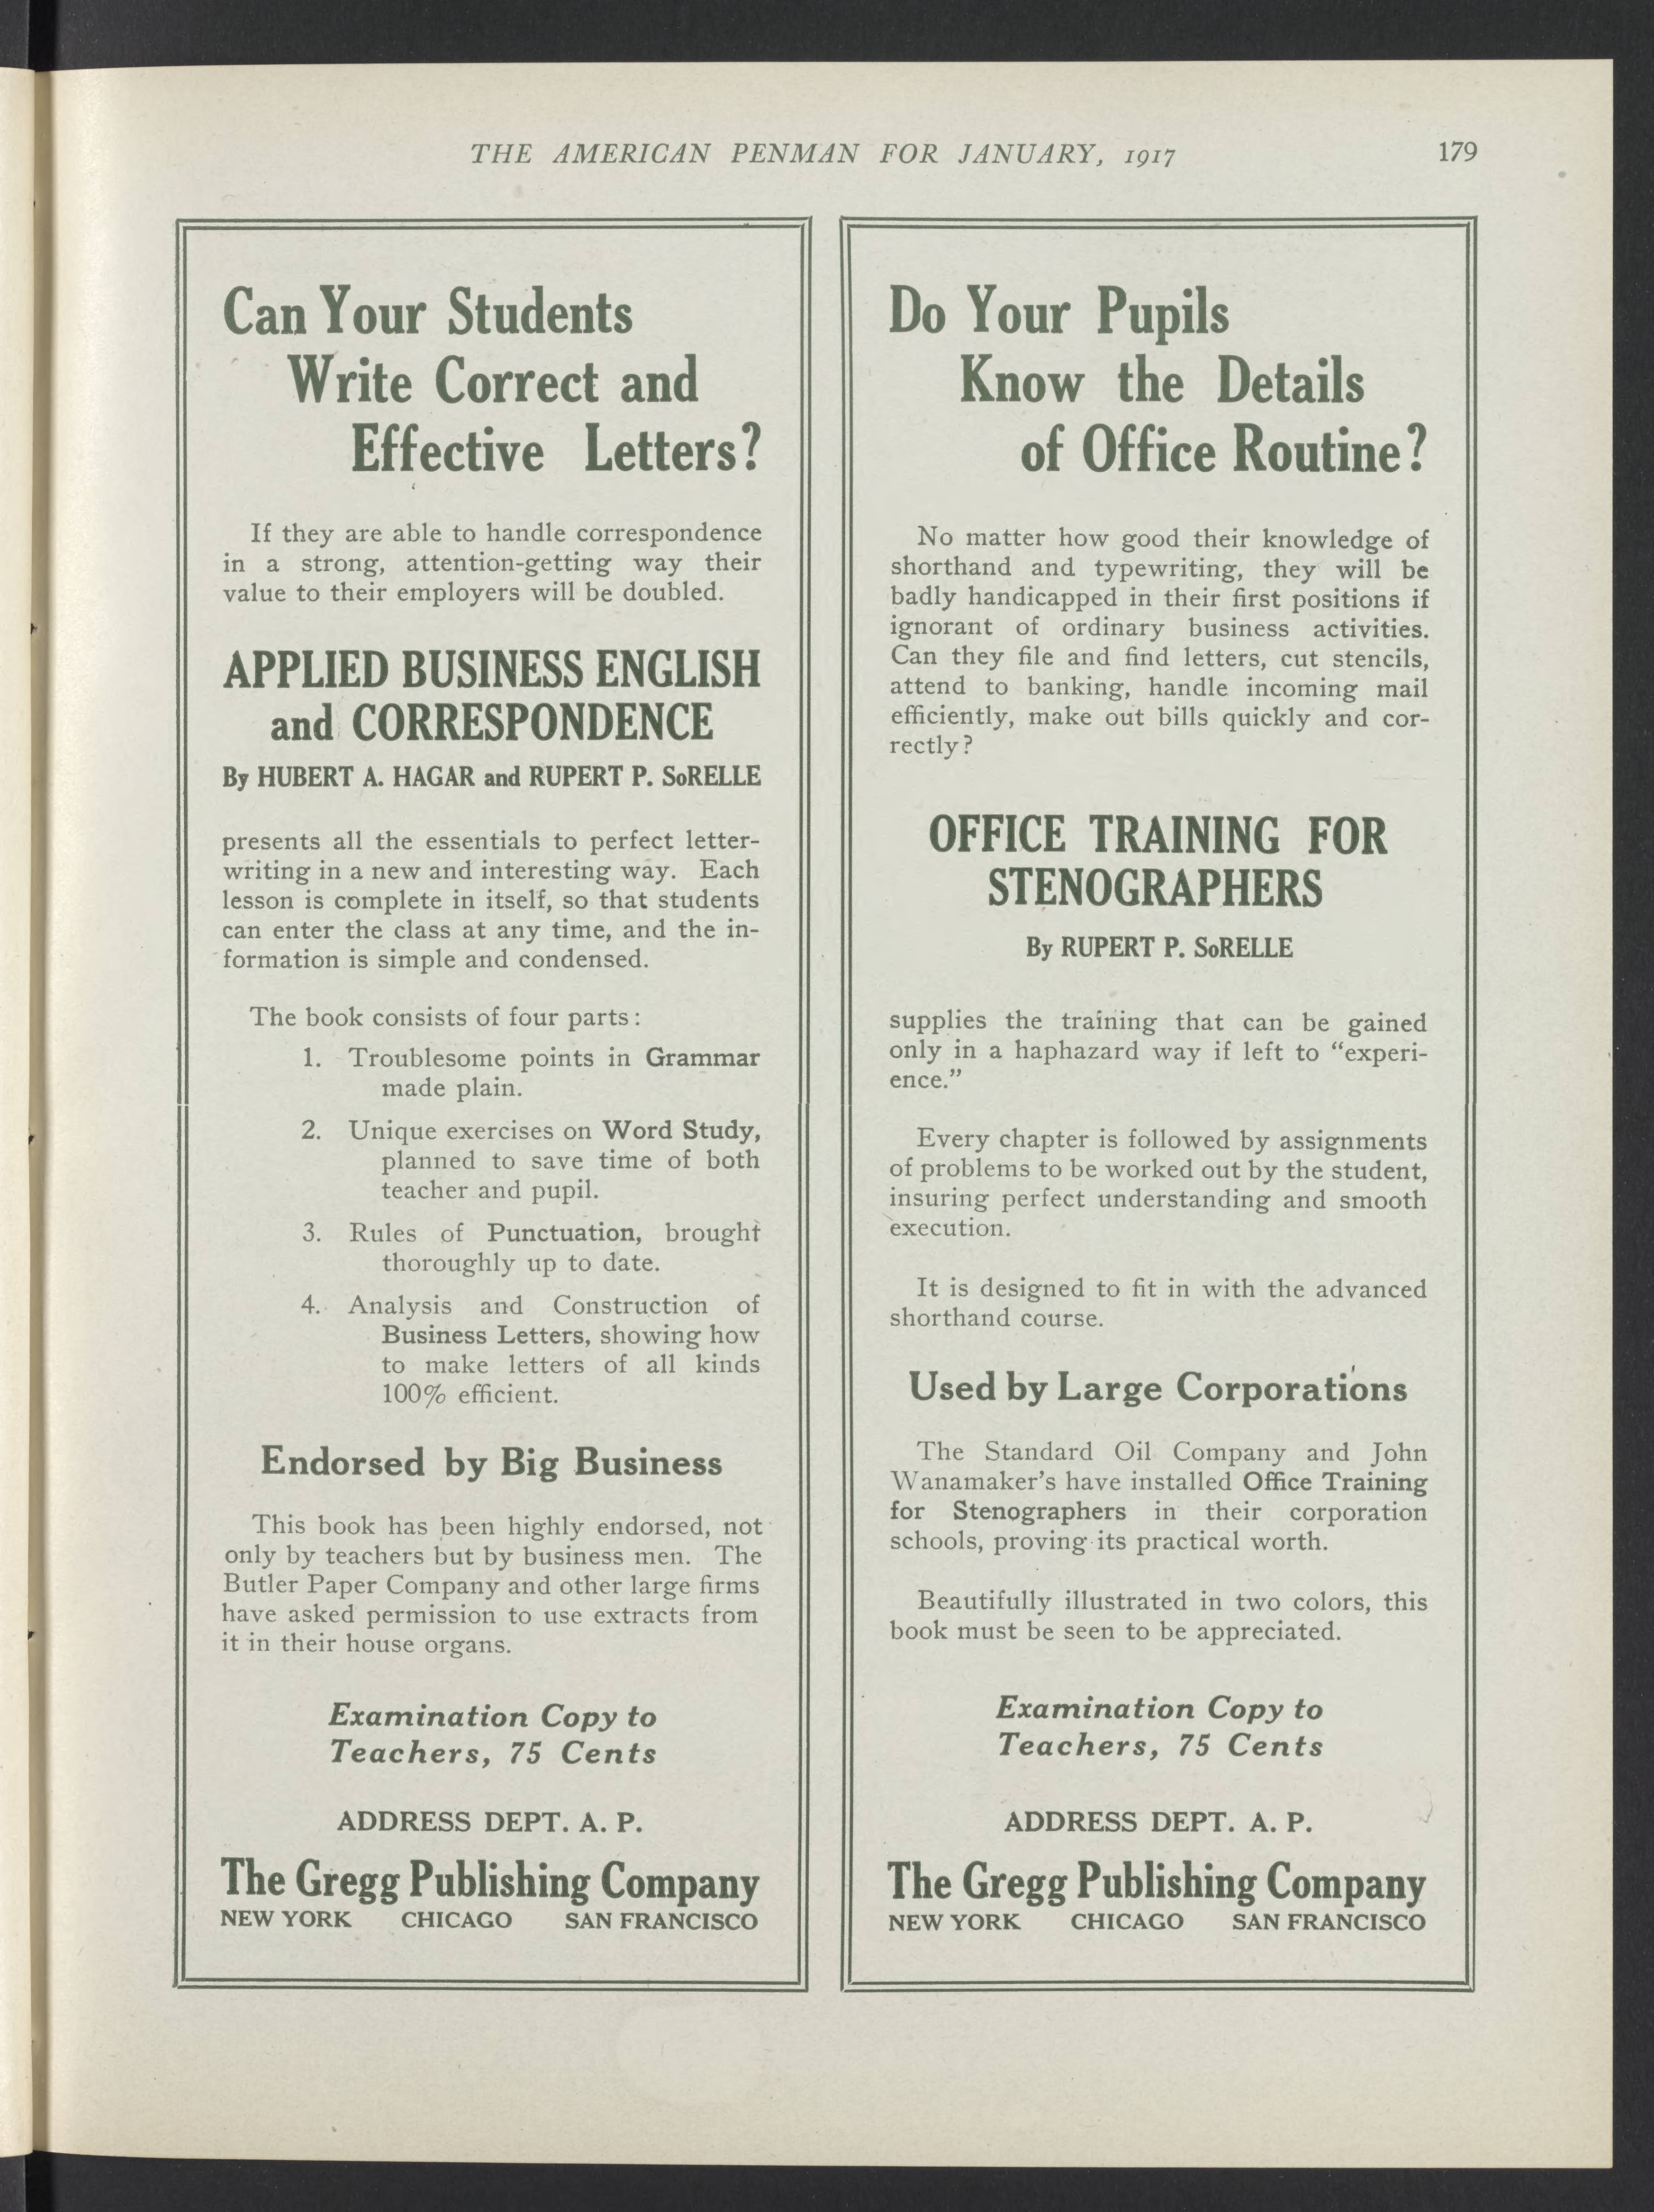 THE AMERICAN PENMAN FOR JANUARY, 1917
179
Can Your Students
Write Correct and
Effective Letters?
If they are able to handle correspondence
in a strong, attention-getting way their
value to their employers will be doubled.
APPLIED BUSINESS ENGLISH
and CORRESPONDENCE
By HUBERT A. HAGAR and RUPERT P. SoRELLE
presents all the essentials to perfect letter-
writing in a new and interesting way. Each
lesson is complete in itself, so that students
can enter the class at any time, and the in-
formation is simple and condensed.
The book consists of four parts:
1. Troublesome points in Grammar
made plain.
2. Unique exercises on Word Study,
planned to save time of both
teacher and pupil.
3. Rules of Punctuation, brought
thoroughly up to date.
4. Analysis and Construction of
Business Letters, showing how
to make letters of all kinds
100% efficient.
Endorsed by Big Business
This book has been highly endorsed, not
only by teachers but by business men. The
Butler Paper Company and other large firms
have asked permission to use extracts from
it in their house organs.
Examination Copy to
Teachers, 75 Cents
ADDRESS DEPT. A. P.
The Gregg Publishing Company
NEW YORK CHICAGO SAN FRANCISCO
Do Your Pupils
Know the Details
of Office Routine?
No matter how good their knowledge of
shorthand and typewriting, they will be
badly handicapped in their first positions if
ignorant of ordinary business activities.
Can they file and find letters, cut stencils,
attend to banking, handle incoming mail
efficiently, make out bills quickly and cor-
rectly?
OFFICE TRAINING FOR
STENOGRAPHERS
By RUPERT P. SoRELLE
supplies the training that can be gained
only in a haphazard way if left to “experi-
ence.”
Every chapter is followed by assignments
of problems to be worked out by the student,
insuring perfect understanding and smooth
execution.
It is designed to fit in with the advanced
shorthand course.
Used by Large Corporations
The Standard Oil Company and John
Wanamaker's have installed Office Training
for Stenographers in their corporation
schools, proving its practical worth.
Beautifully illustrated in two colors, this
book must be seen to be appreciated.
Examination Copy to
Teachers, 75 Cents
ADDRESS DEPT. A. P.
The Gregg Publishing Company
NEW YORK CHICAGO SAN FRANCISCO